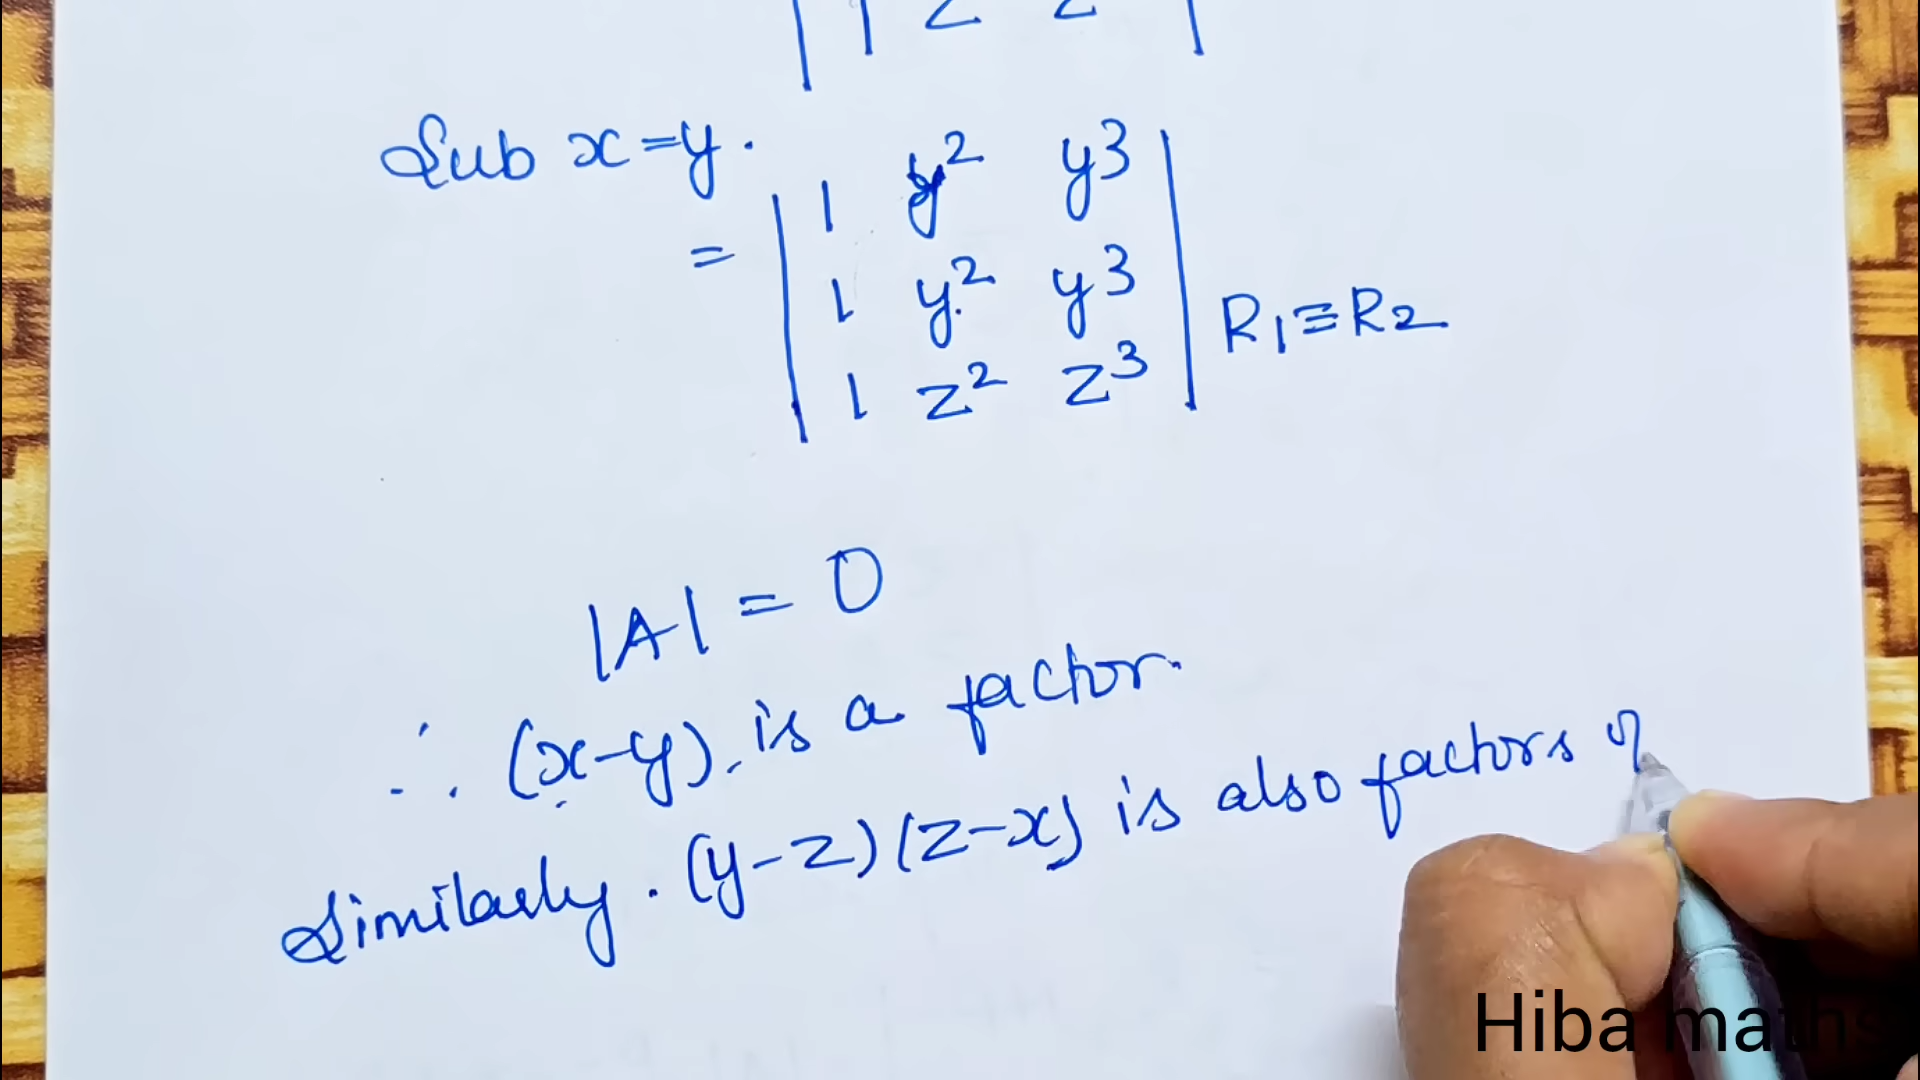 Sub x=y.
= | 1 y² y³ |
| 1 y² y³ | R₁≡R₂
| 1 z² z³ |
|A| = 0
∴ (x-y), is a factor.
Similarly. (y-z)(z-x) is also factors
Hiba maths